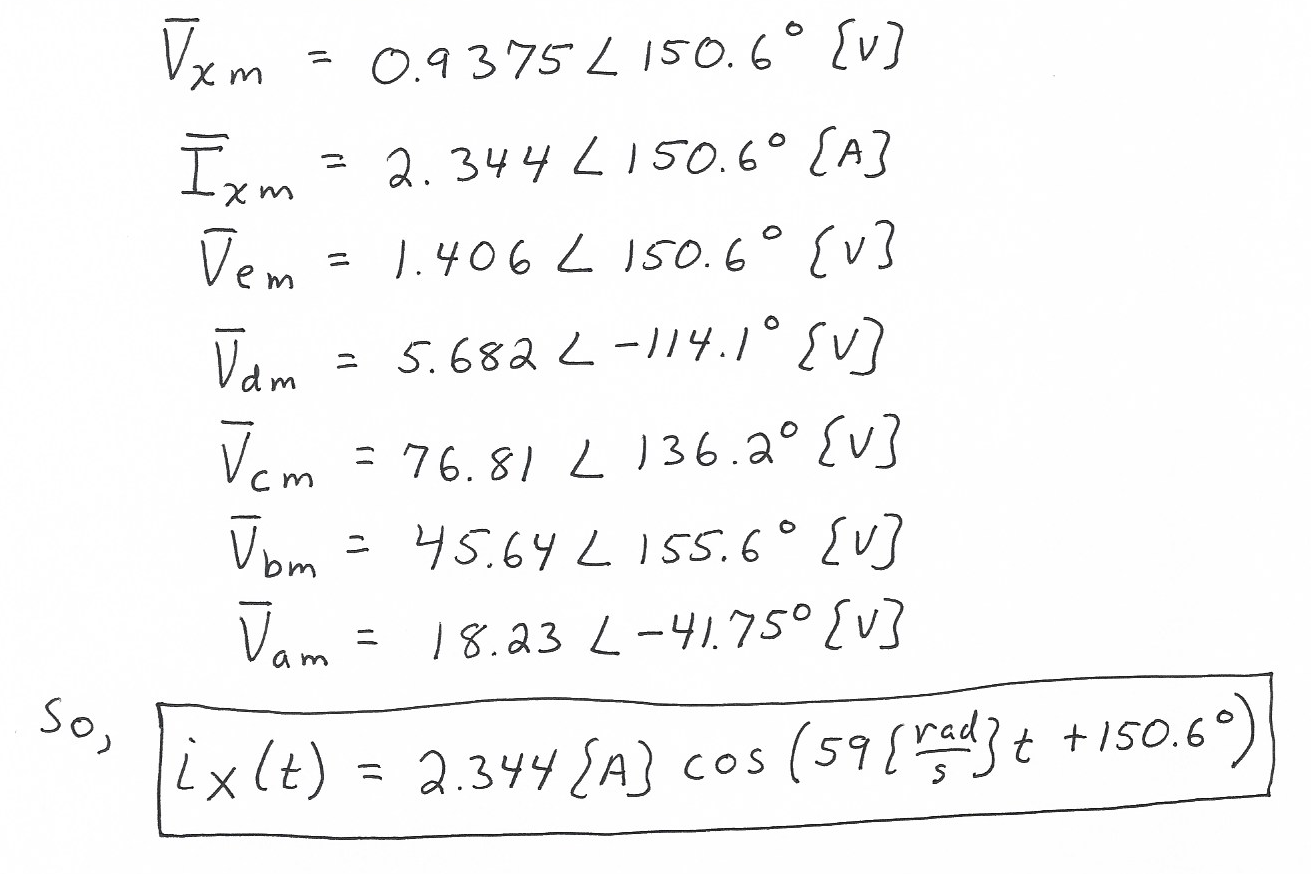 V̅xm = 0.9375∠150.6° [V]
I̅xm = 2.344∠150.6° [A]
V̅em = 1.406∠150.6° [V]
V̅dm = 5.682∠-114.1° [V]
V̅cm = 76.81∠136.2° [V]
V̅bm = 45.64∠155.6° [V]
V̅am = 18.23∠-41.75° [V]
So, ix(t) = 2.344[A] cos(59[rad/s]t +150.6°)